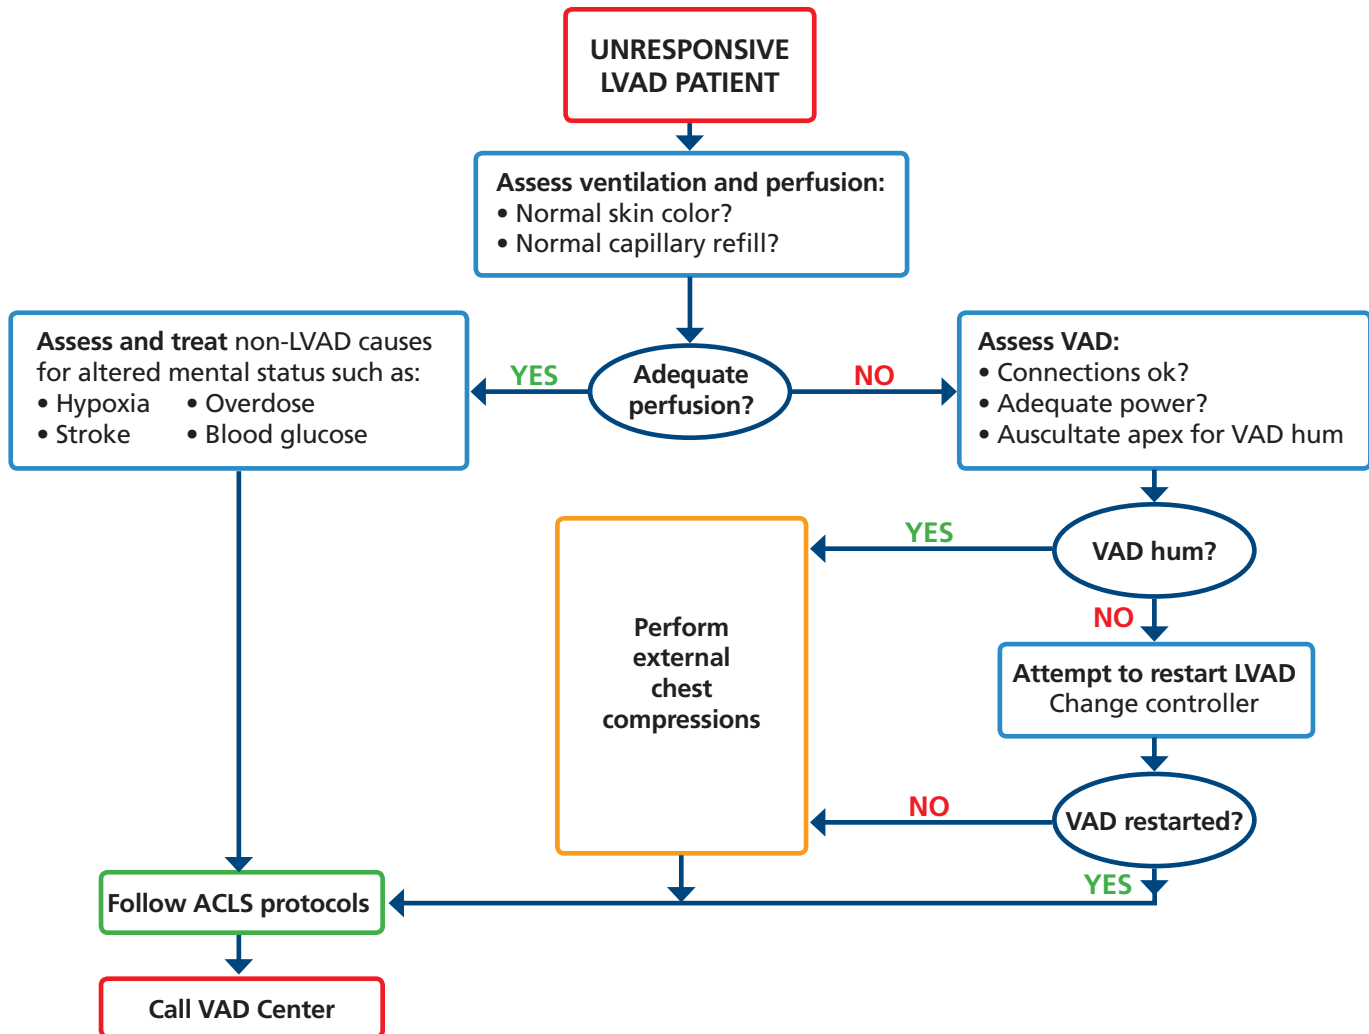 UNRESPONSIVE
LVAD PATIENT
Assess ventilation and perfusion:
• Normal skin color?
• Normal capillary refill?
Adequate
perfusion?
YES
NO
Assess and treat non-LVAD causes
for altered mental status such as:
• Hypoxia • Overdose
• Stroke • Blood glucose
Assess VAD:
• Connections ok?
• Adequate power?
• Auscultate apex for VAD hum
VAD hum?
YES
NO
Perform
external
chest
compressions
Attempt to restart LVAD
Change controller
VAD restarted?
NO
YES
Follow ACLS protocols
Call VAD Center